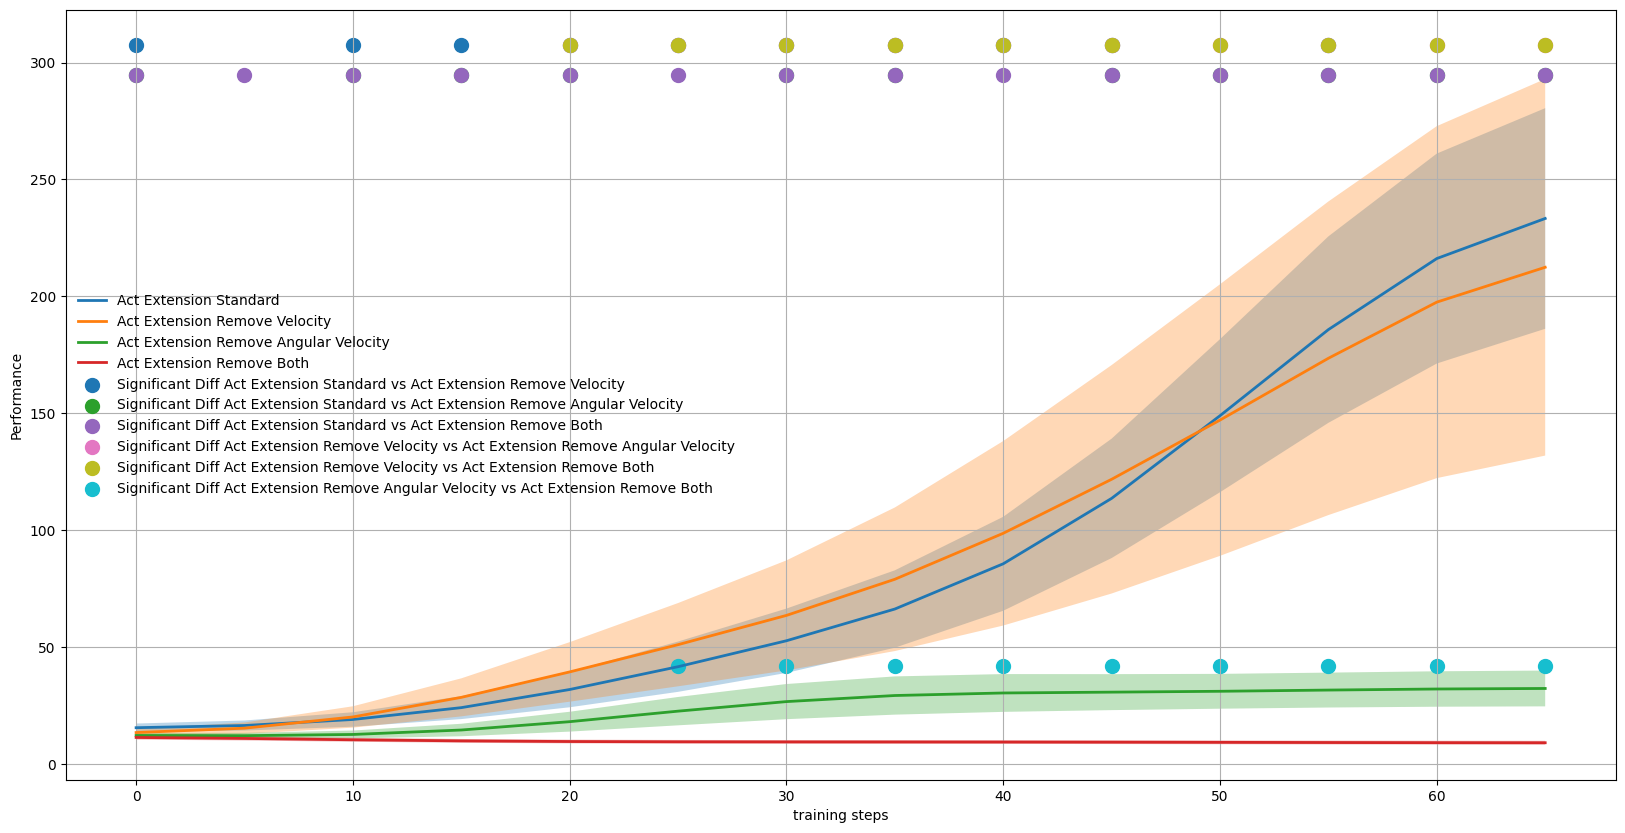 300
250
200
150
100
50
0
Performance
Act Extension Standard
Act Extension Remove Velocity
Act Extension Remove Angular Velocity
Act Extension Remove Both
Significant Diff Act Extension Standard vs Act Extension Remove Velocity
Significant Diff Act Extension Standard vs Act Extension Remove Angular Velocity
Significant Diff Act Extension Standard vs Act Extension Remove Both
Significant Diff Act Extension Remove Velocity vs Act Extension Remove Angular Velocity
Significant Diff Act Extension Remove Velocity vs Act Extension Remove Both
Significant Diff Act Extension Remove Angular Velocity vs Act Extension Remove Both
0 10 20 30 40 50 60
training steps